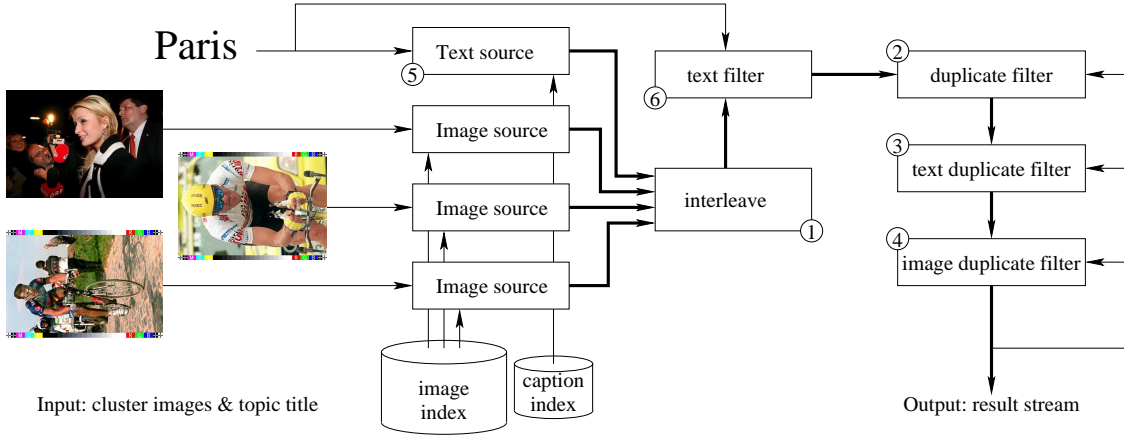 Paris
Text source
5
Image source
Image source
Image source
image
index
caption
index
Input: cluster images & topic title
text filter
6
interleave
1
2
duplicate filter
3
text duplicate filter
4
image duplicate filter
Output: result stream